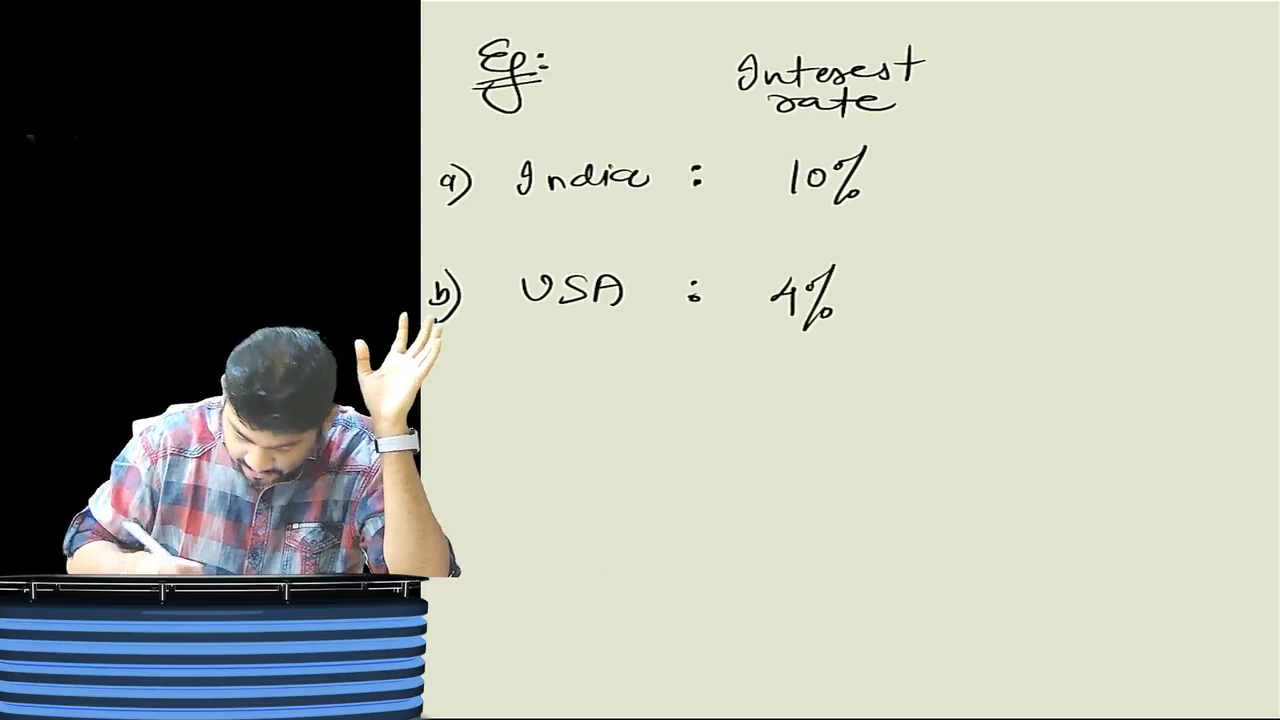 Eg:
Interest
rate
a) India : 10%
b) USA : 4%